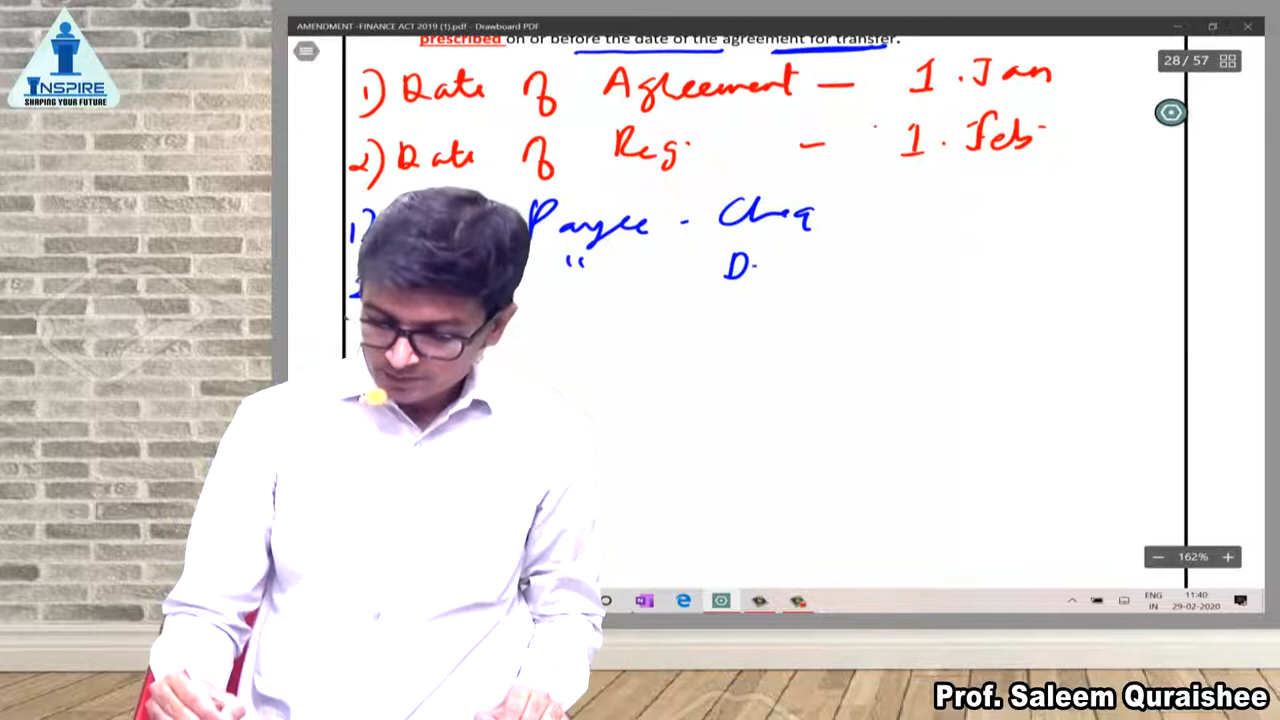 AMENDMENT -FINANCE ACT 2019 (1).pdf - Drawboard PDF
INSPIRE
SHAPING YOUR FUTURE
prescribed on or before the date of the agreement for transfer.
28 / 57
1) Date of Agreement - 1. Jan
2) Date of Reg. - 1. Feb
1) Payee - Cheq
" D.
162%
ENG
IN
11:40
29-02-2020
Prof. Saleem Quraishee